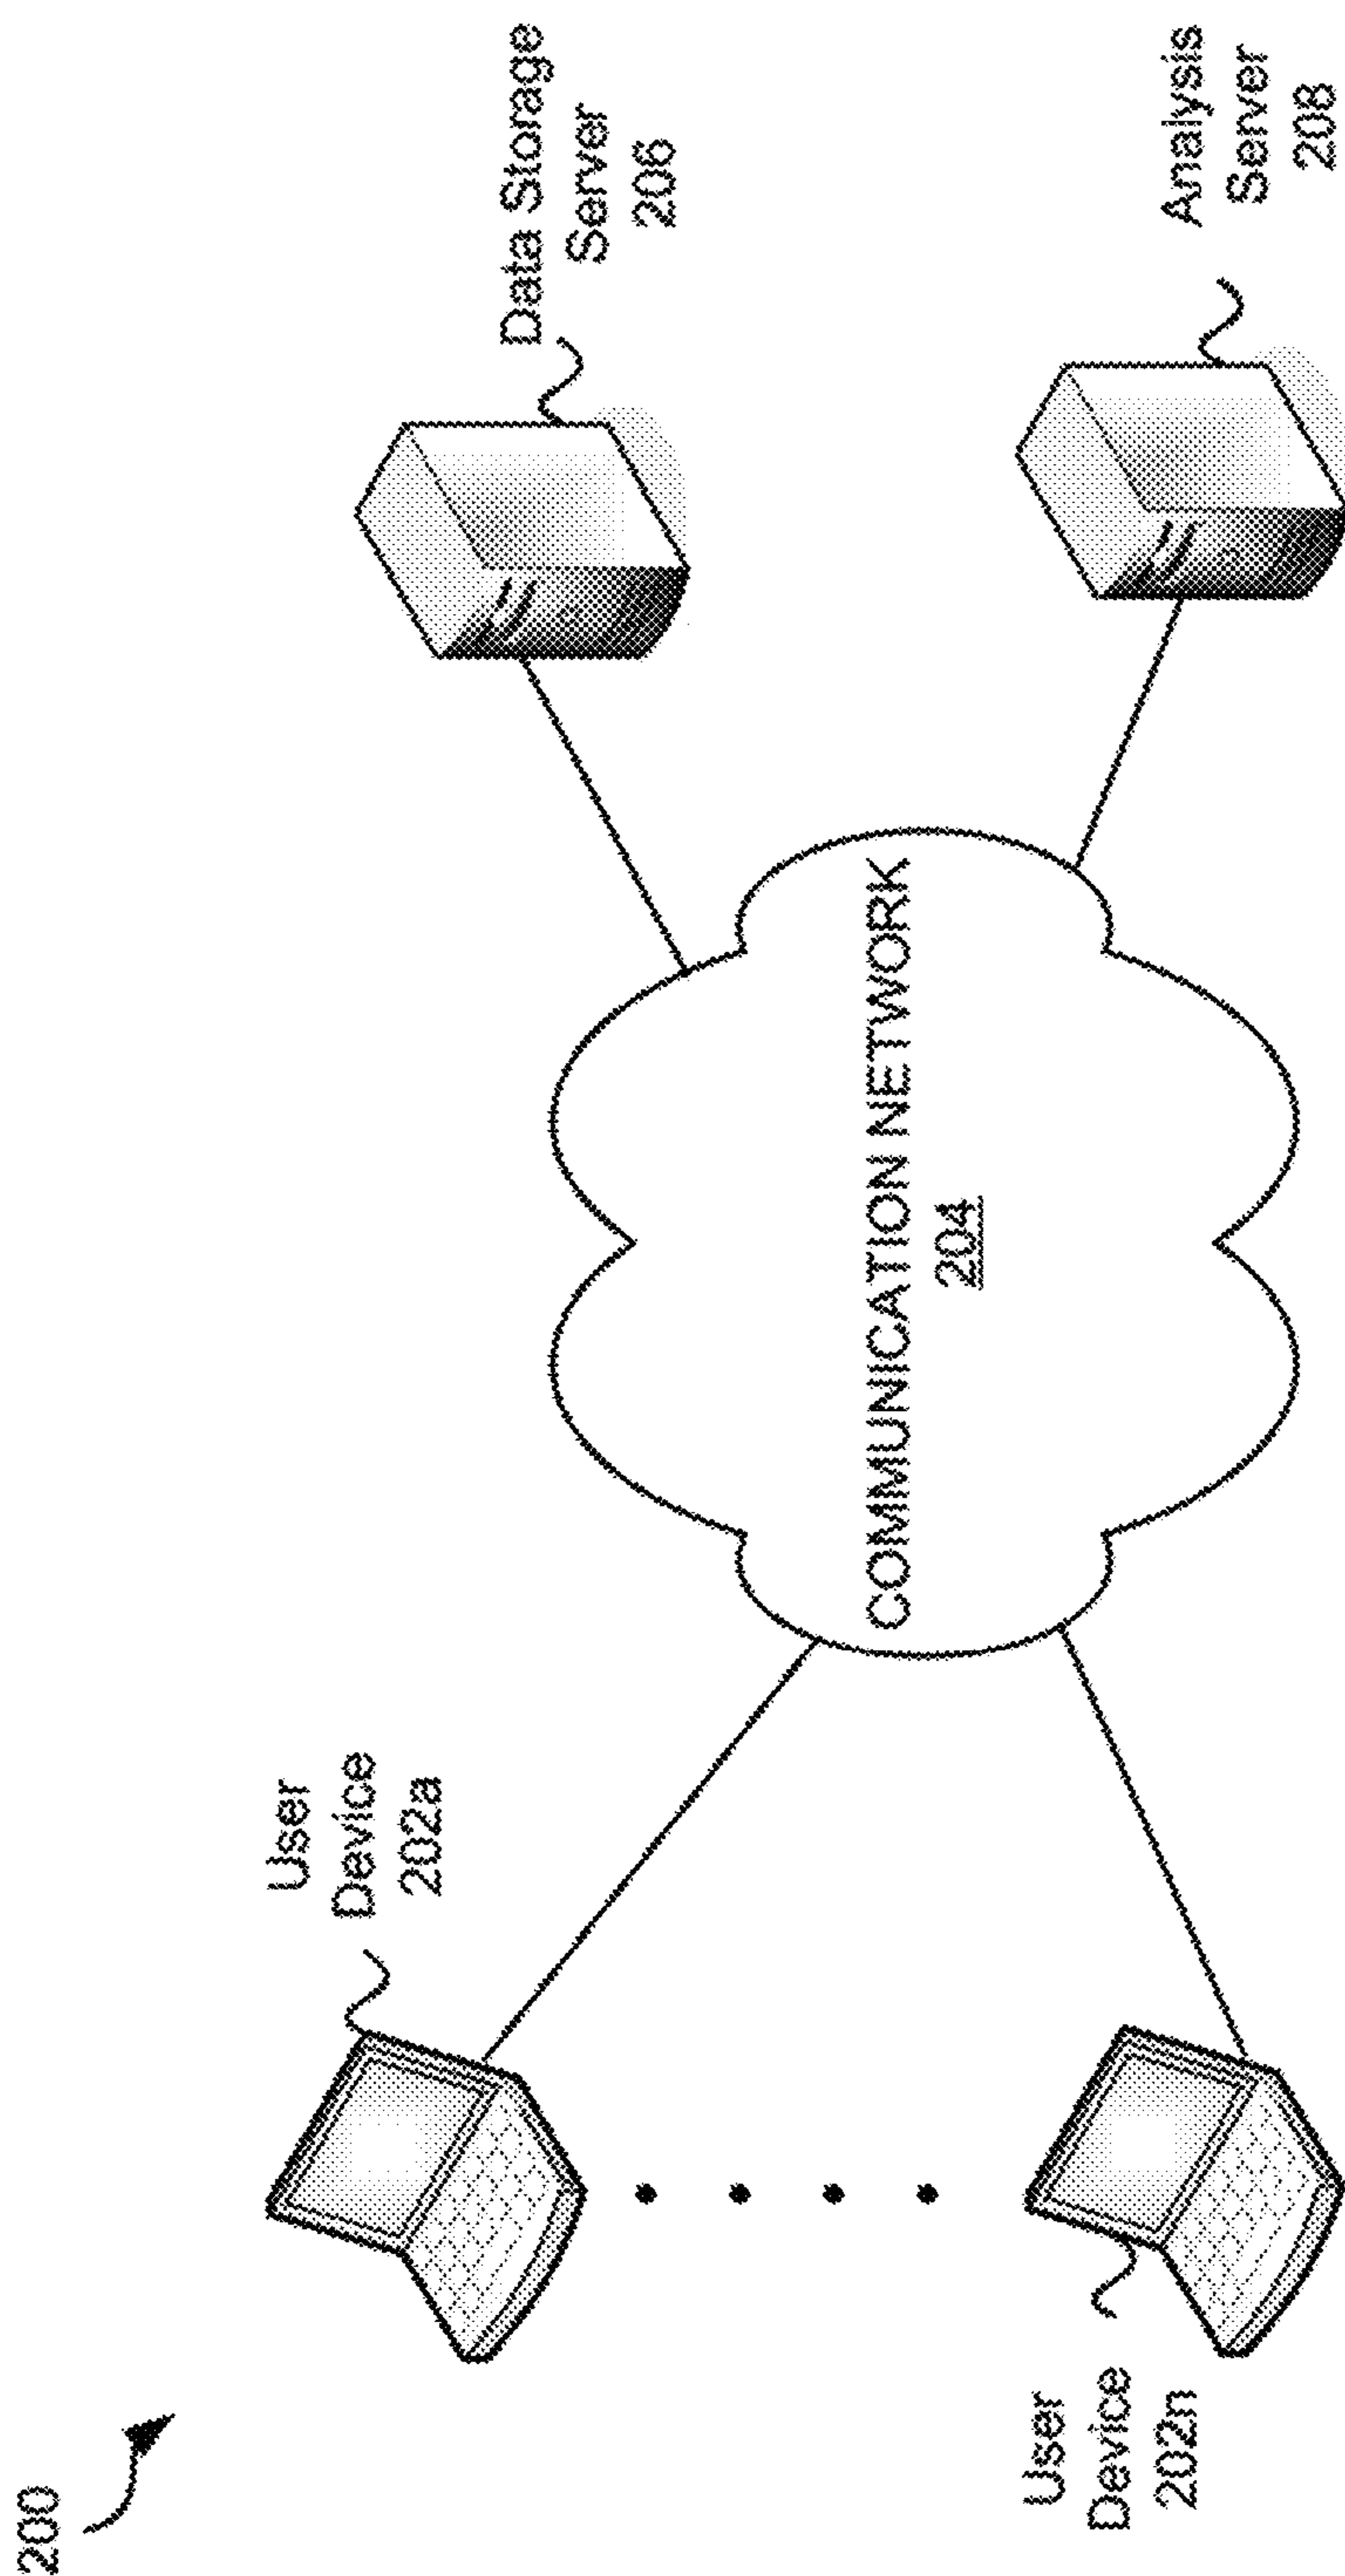 200
User
Device
202a
Data Storage
Server
206
COMMUNICATION NETWORK
204
User
Device
202n
Analysis
Server
208